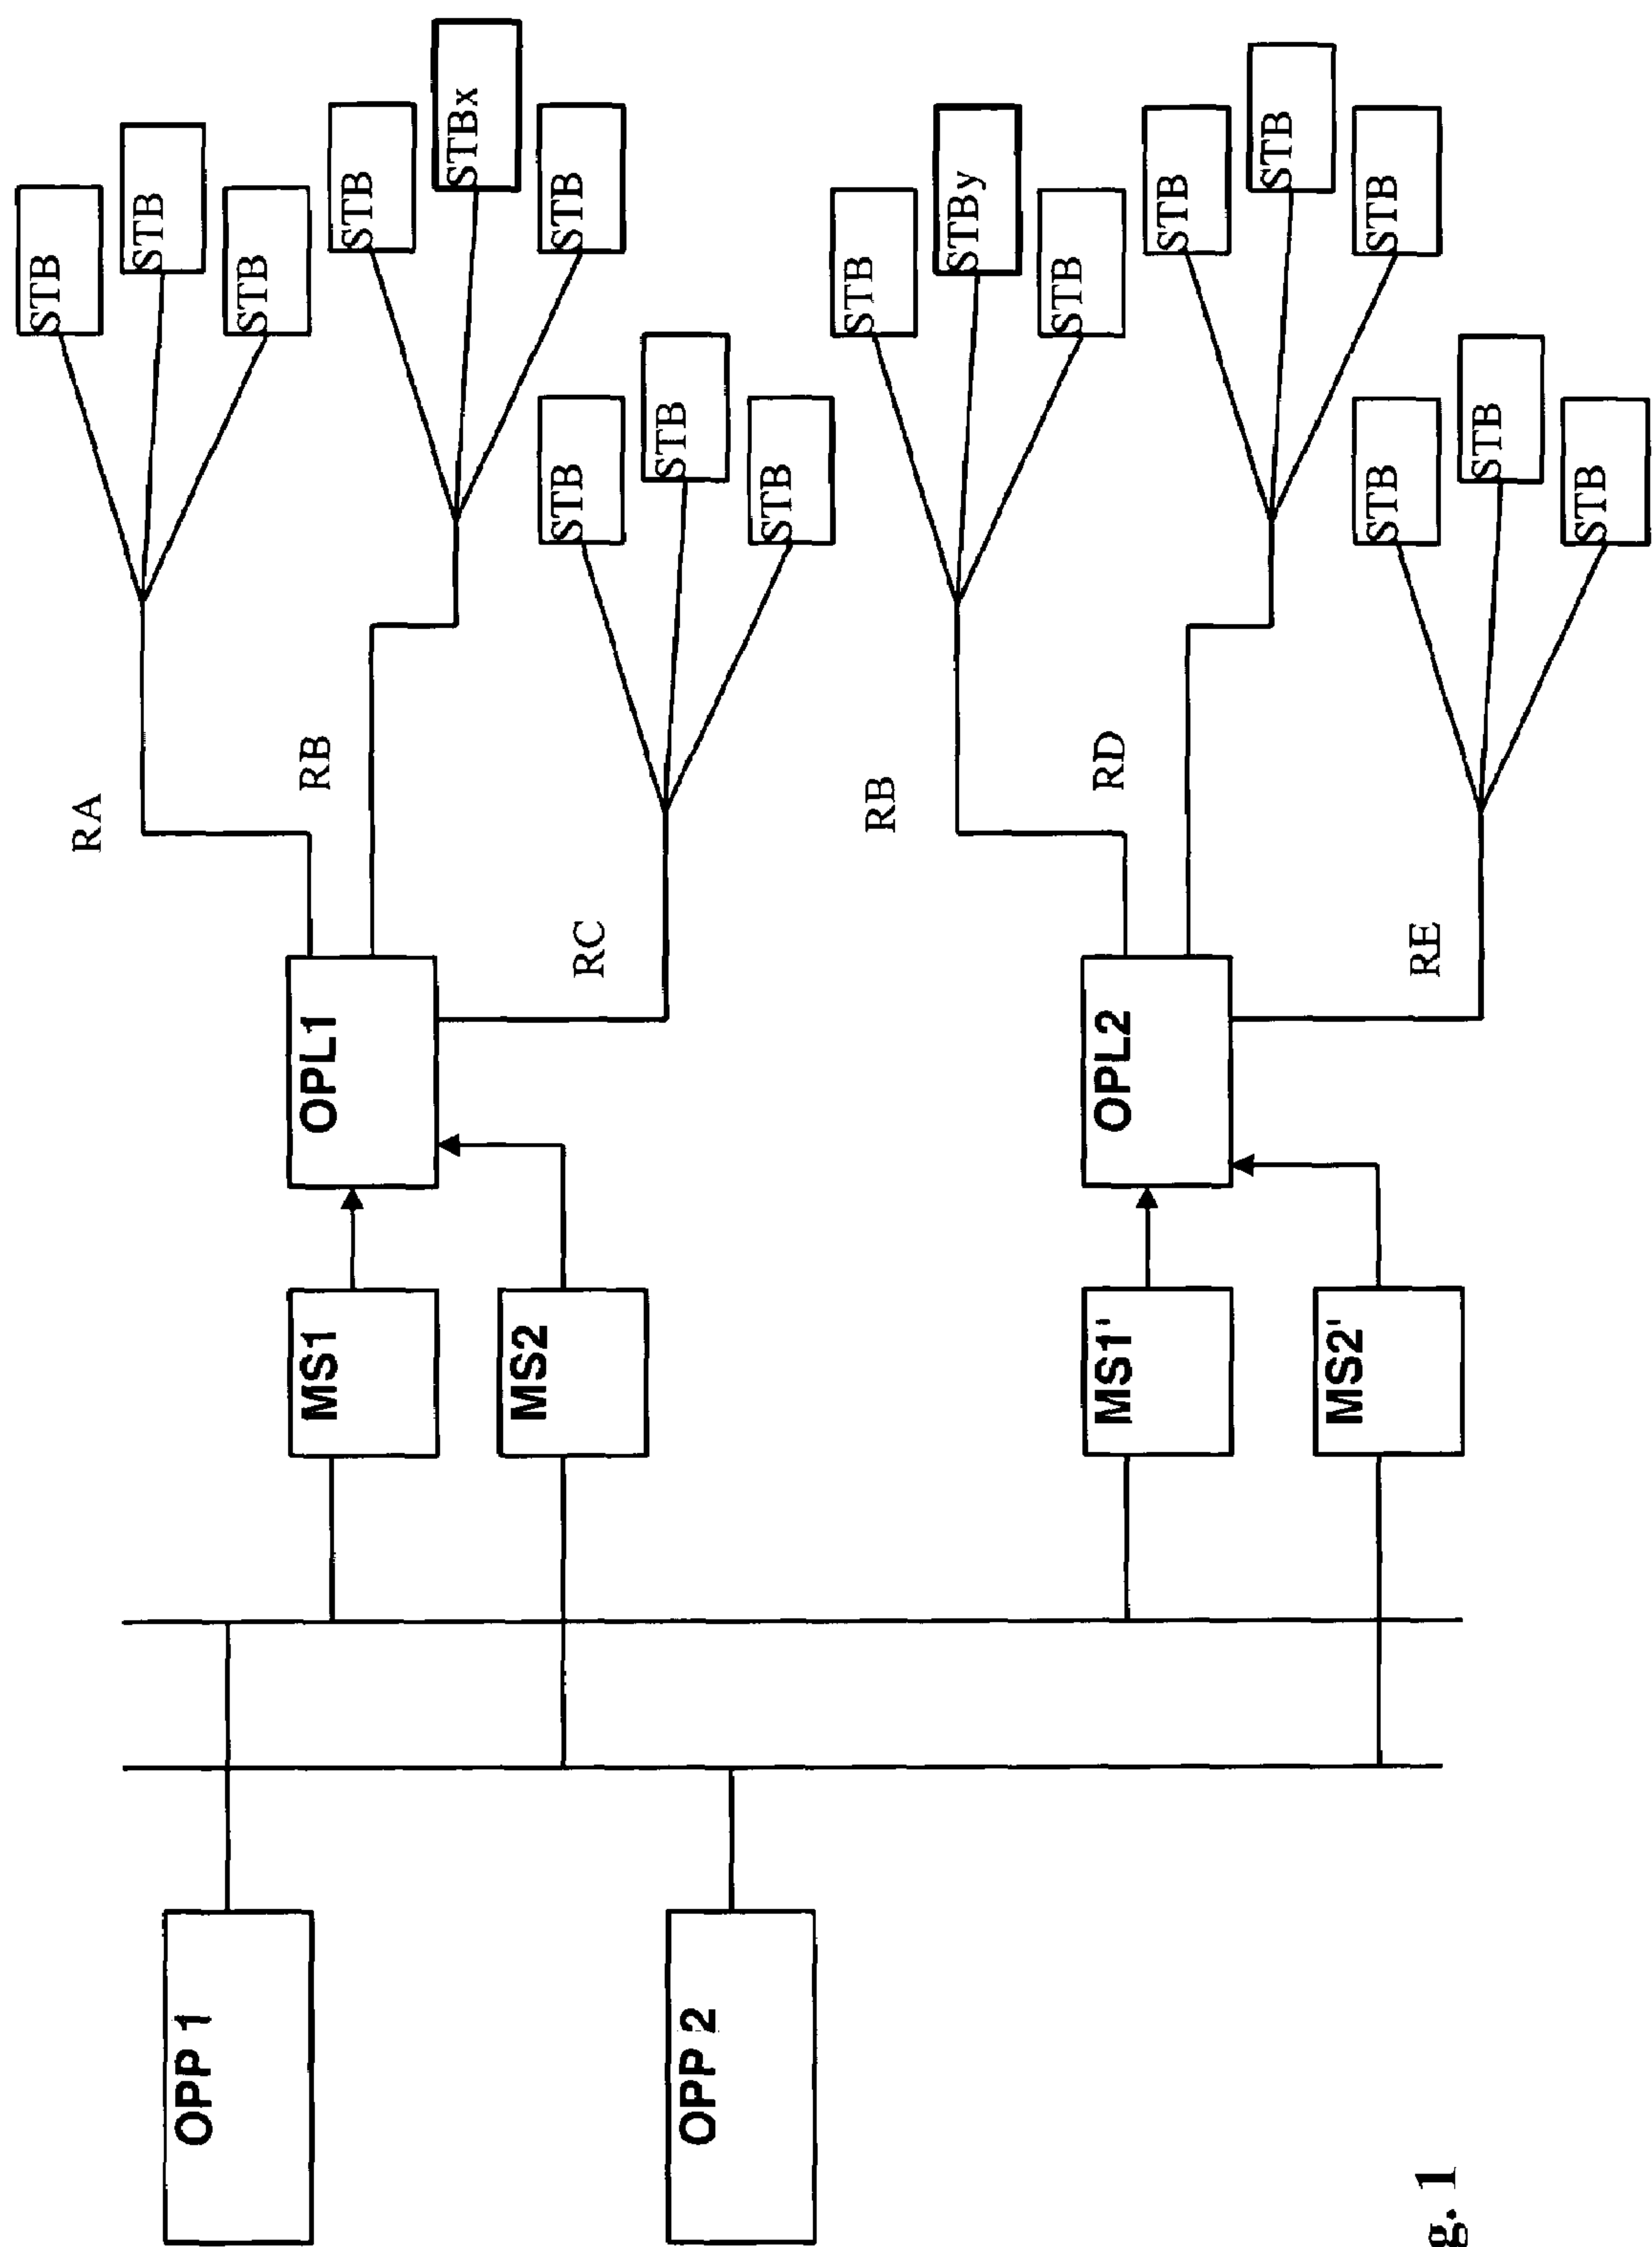 STB
RA
STB
OPP 1
STB
MS1
OPL1
RB
STB
STBx
MS2
STB
STB
RC
STB
OPP 2
STB
STB
RB
STBy
STB
MS1'
OPL2
RD
STB
STB
MS2'
STB
STB
RE
g. 1
STB
STB